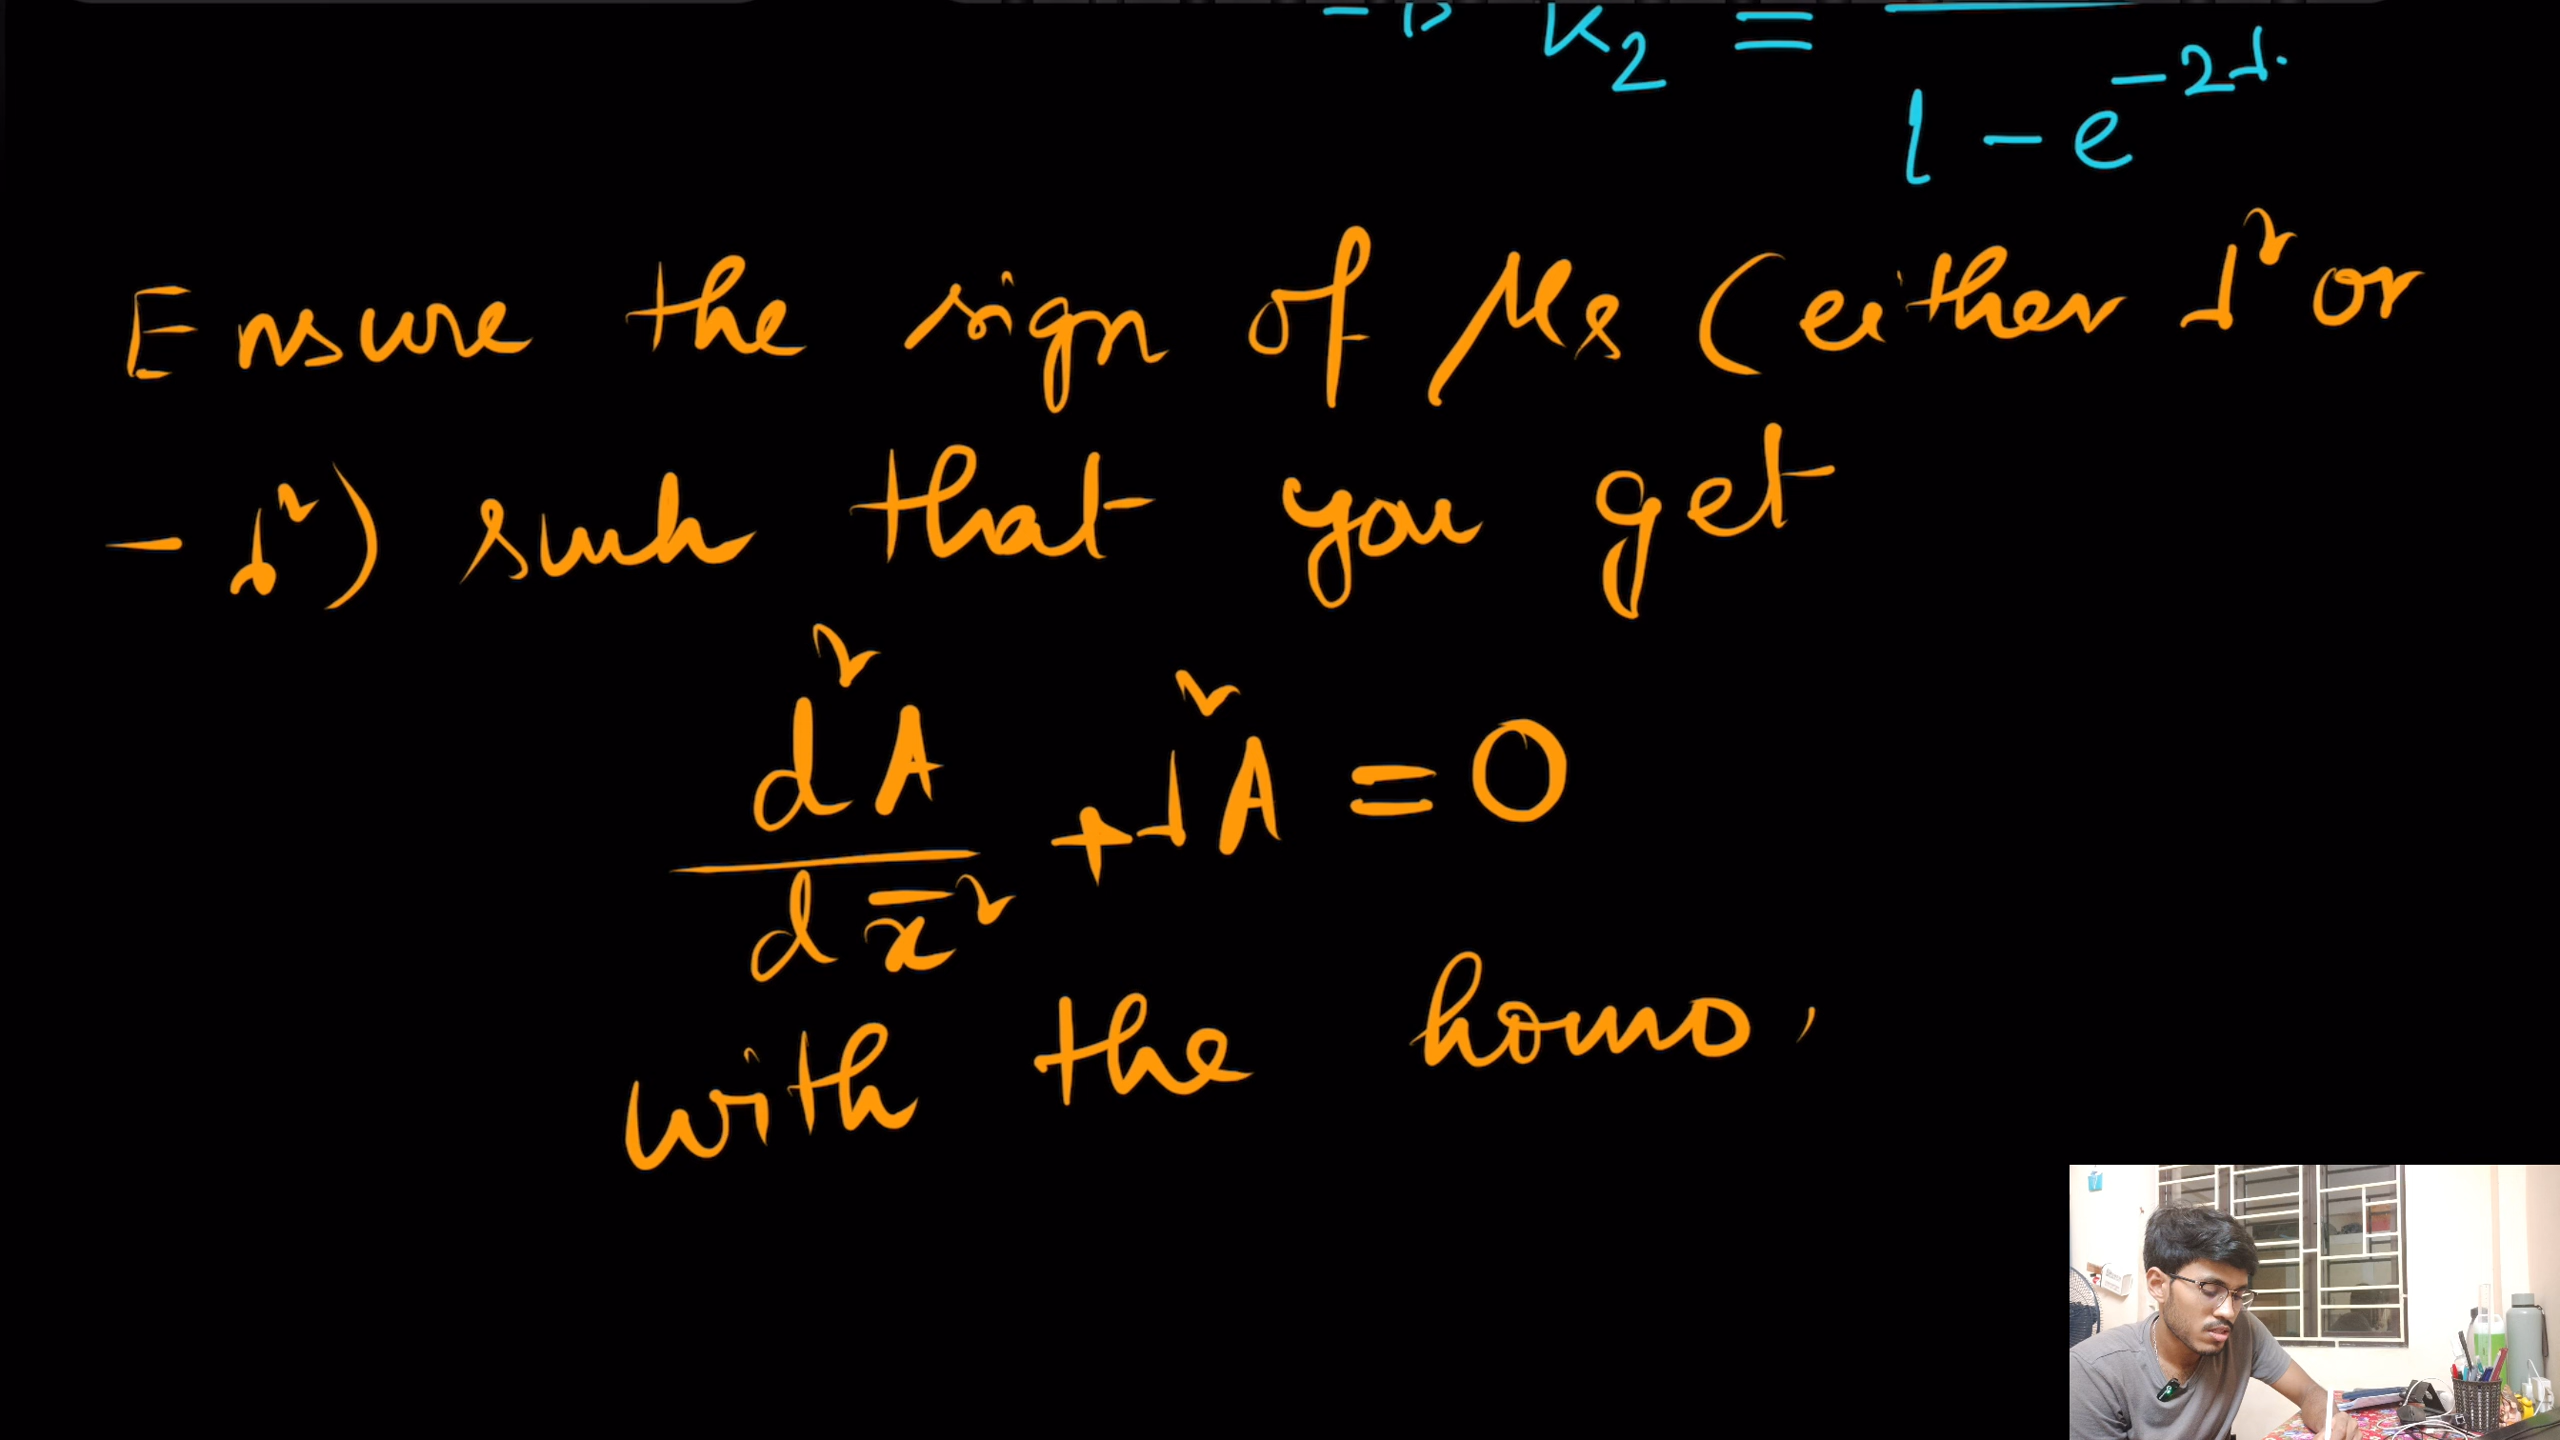 k₂ =
1 - e^{-2λ}
Ensure the sign of μs (either λ² or
- λ²) such that you get
d²A/dx̄² + λ²A = 0
with the homo.